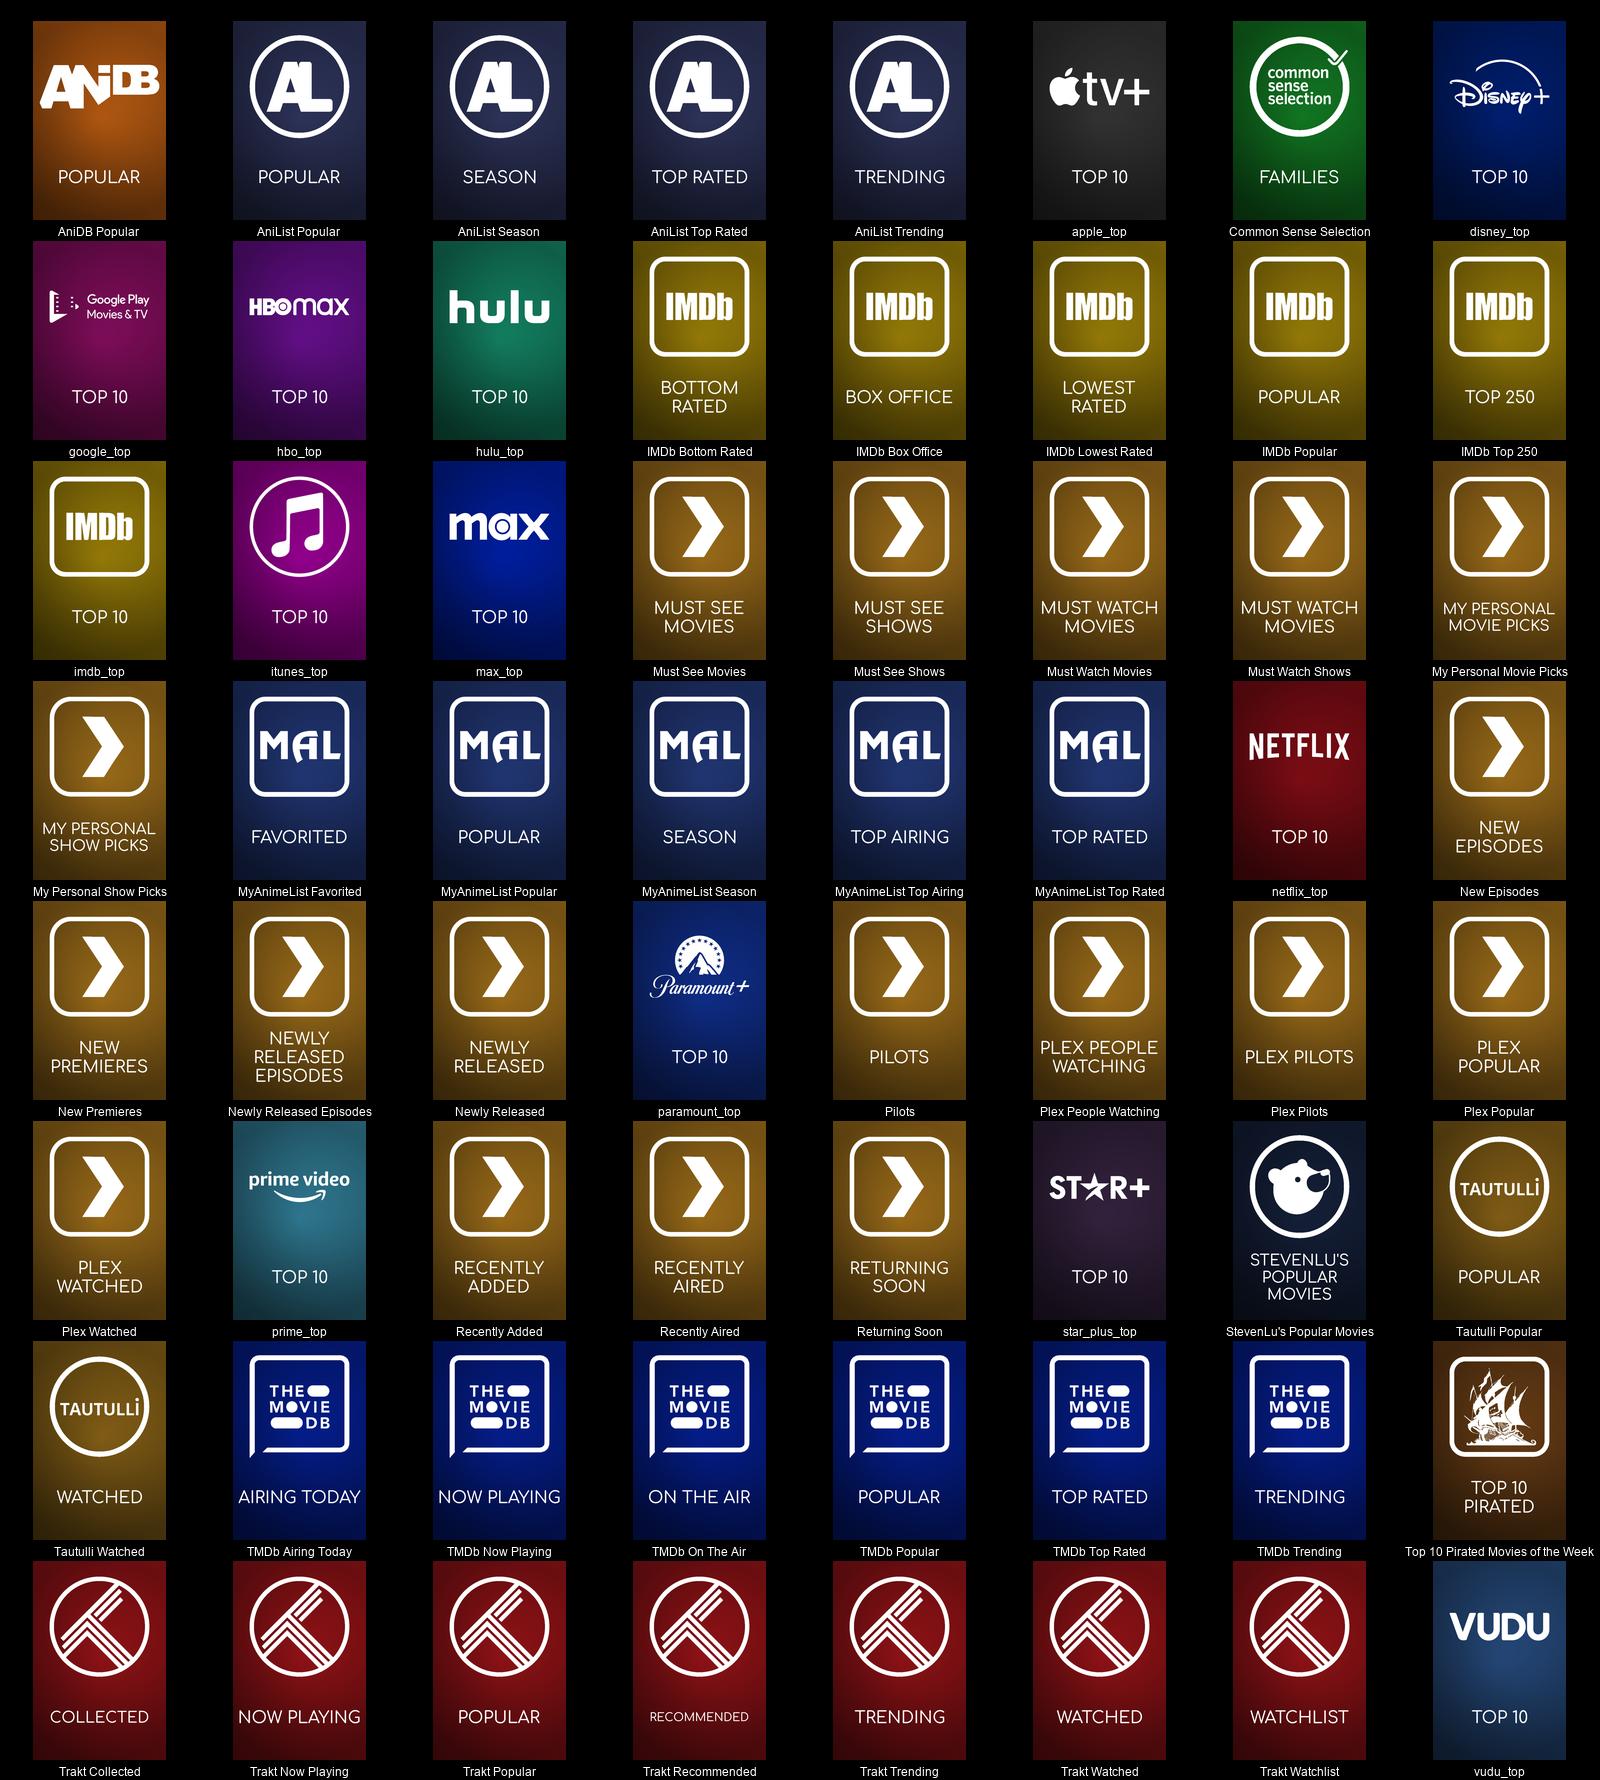 ANiDB
POPULAR
AniDB Popular
AL
POPULAR
AniList Popular
AL
SEASON
AniList Season
AL
TOP RATED
AniList Top Rated
AL
TRENDING
AniList Trending
tv+
TOP 10
apple_top
common
sense
selection
FAMILIES
Common Sense Selection
Disney+
TOP 10
disney_top
Google Play
Movies & TV
TOP 10
google_top
HBOmax
TOP 10
hbo_top
hulu
TOP 10
hulu_top
IMDb
BOTTOM
RATED
IMDb Bottom Rated
IMDb
BOX OFFICE
IMDb Box Office
IMDb
LOWEST
RATED
IMDb Lowest Rated
IMDb
POPULAR
IMDb Popular
IMDb
TOP 250
IMDb Top 250
IMDb
TOP 10
imdb_top
TOP 10
itunes_top
max
TOP 10
max_top
MUST SEE
MOVIES
Must See Movies
MUST SEE
SHOWS
Must See Shows
MUST WATCH
MOVIES
Must Watch Movies
MUST WATCH
MOVIES
Must Watch Shows
MY PERSONAL
MOVIE PICKS
My Personal Movie Picks
MY PERSONAL
SHOW PICKS
My Personal Show Picks
MAL
FAVORITED
MyAnimeList Favorited
MAL
POPULAR
MyAnimeList Popular
MAL
SEASON
MyAnimeList Season
MAL
TOP AIRING
MyAnimeList Top Airing
MAL
TOP RATED
MyAnimeList Top Rated
NETFLIX
TOP 10
netflix_top
NEW
EPISODES
New Episodes
NEW
PREMIERES
New Premieres
NEWLY
RELEASED
EPISODES
Newly Released Episodes
NEWLY
RELEASED
Newly Released
Paramount+
TOP 10
paramount_top
PILOTS
Pilots
PLEX PEOPLE
WATCHING
Plex People Watching
PLEX PILOTS
Plex Pilots
PLEX
POPULAR
Plex Popular
PLEX
WATCHED
Plex Watched
prime video
TOP 10
prime_top
RECENTLY
ADDED
Recently Added
RECENTLY
AIRED
Recently Aired
RETURNING
SOON
Returning Soon
STAR+
TOP 10
star_plus_top
STEVENLU'S
POPULAR
MOVIES
StevenLu's Popular Movies
TAUTULLi
POPULAR
Tautulli Popular
TAUTULLi
WATCHED
Tautulli Watched
THE
MOVIE
DB
AIRING TODAY
TMDb Airing Today
THE
MOVIE
DB
NOW PLAYING
TMDb Now Playing
THE
MOVIE
DB
ON THE AIR
TMDb On The Air
THE
MOVIE
DB
POPULAR
TMDb Popular
THE
MOVIE
DB
TOP RATED
TMDb Top Rated
THE
MOVIE
DB
TRENDING
TMDb Trending
TOP 10
PIRATED
Top 10 Pirated Movies of the Week
COLLECTED
Trakt Collected
NOW PLAYING
Trakt Now Playing
POPULAR
Trakt Popular
RECOMMENDED
Trakt Recommended
TRENDING
Trakt Trending
WATCHED
Trakt Watched
WATCHLIST
Trakt Watchlist
VUDU
TOP 10
vudu_top